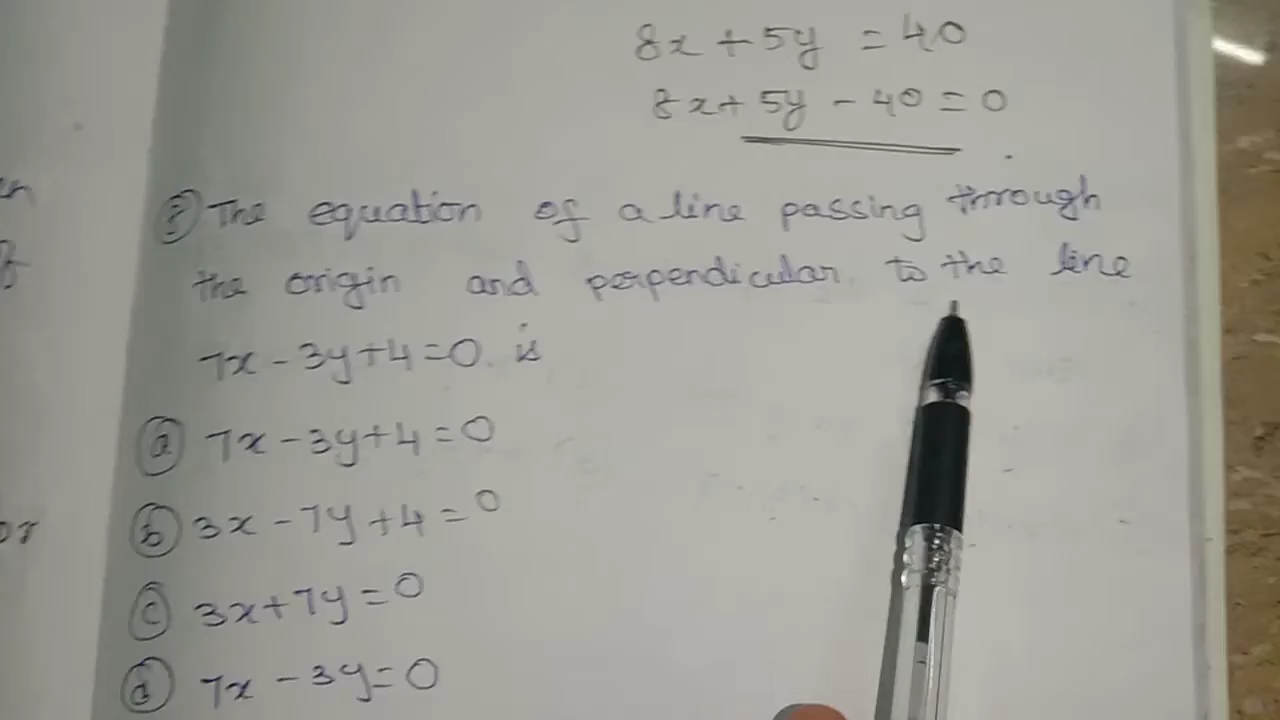 8x + 5y = 40
8x + 5y - 40 = 0
The equation of a line passing through
the origin and perpendicular to the line
7x - 3y + 4 = 0 is
(a) 7x - 3y + 4 = 0
(b) 3x - 7y + 4 = 0
(c) 3x + 7y = 0
(d) 7x - 3y = 0